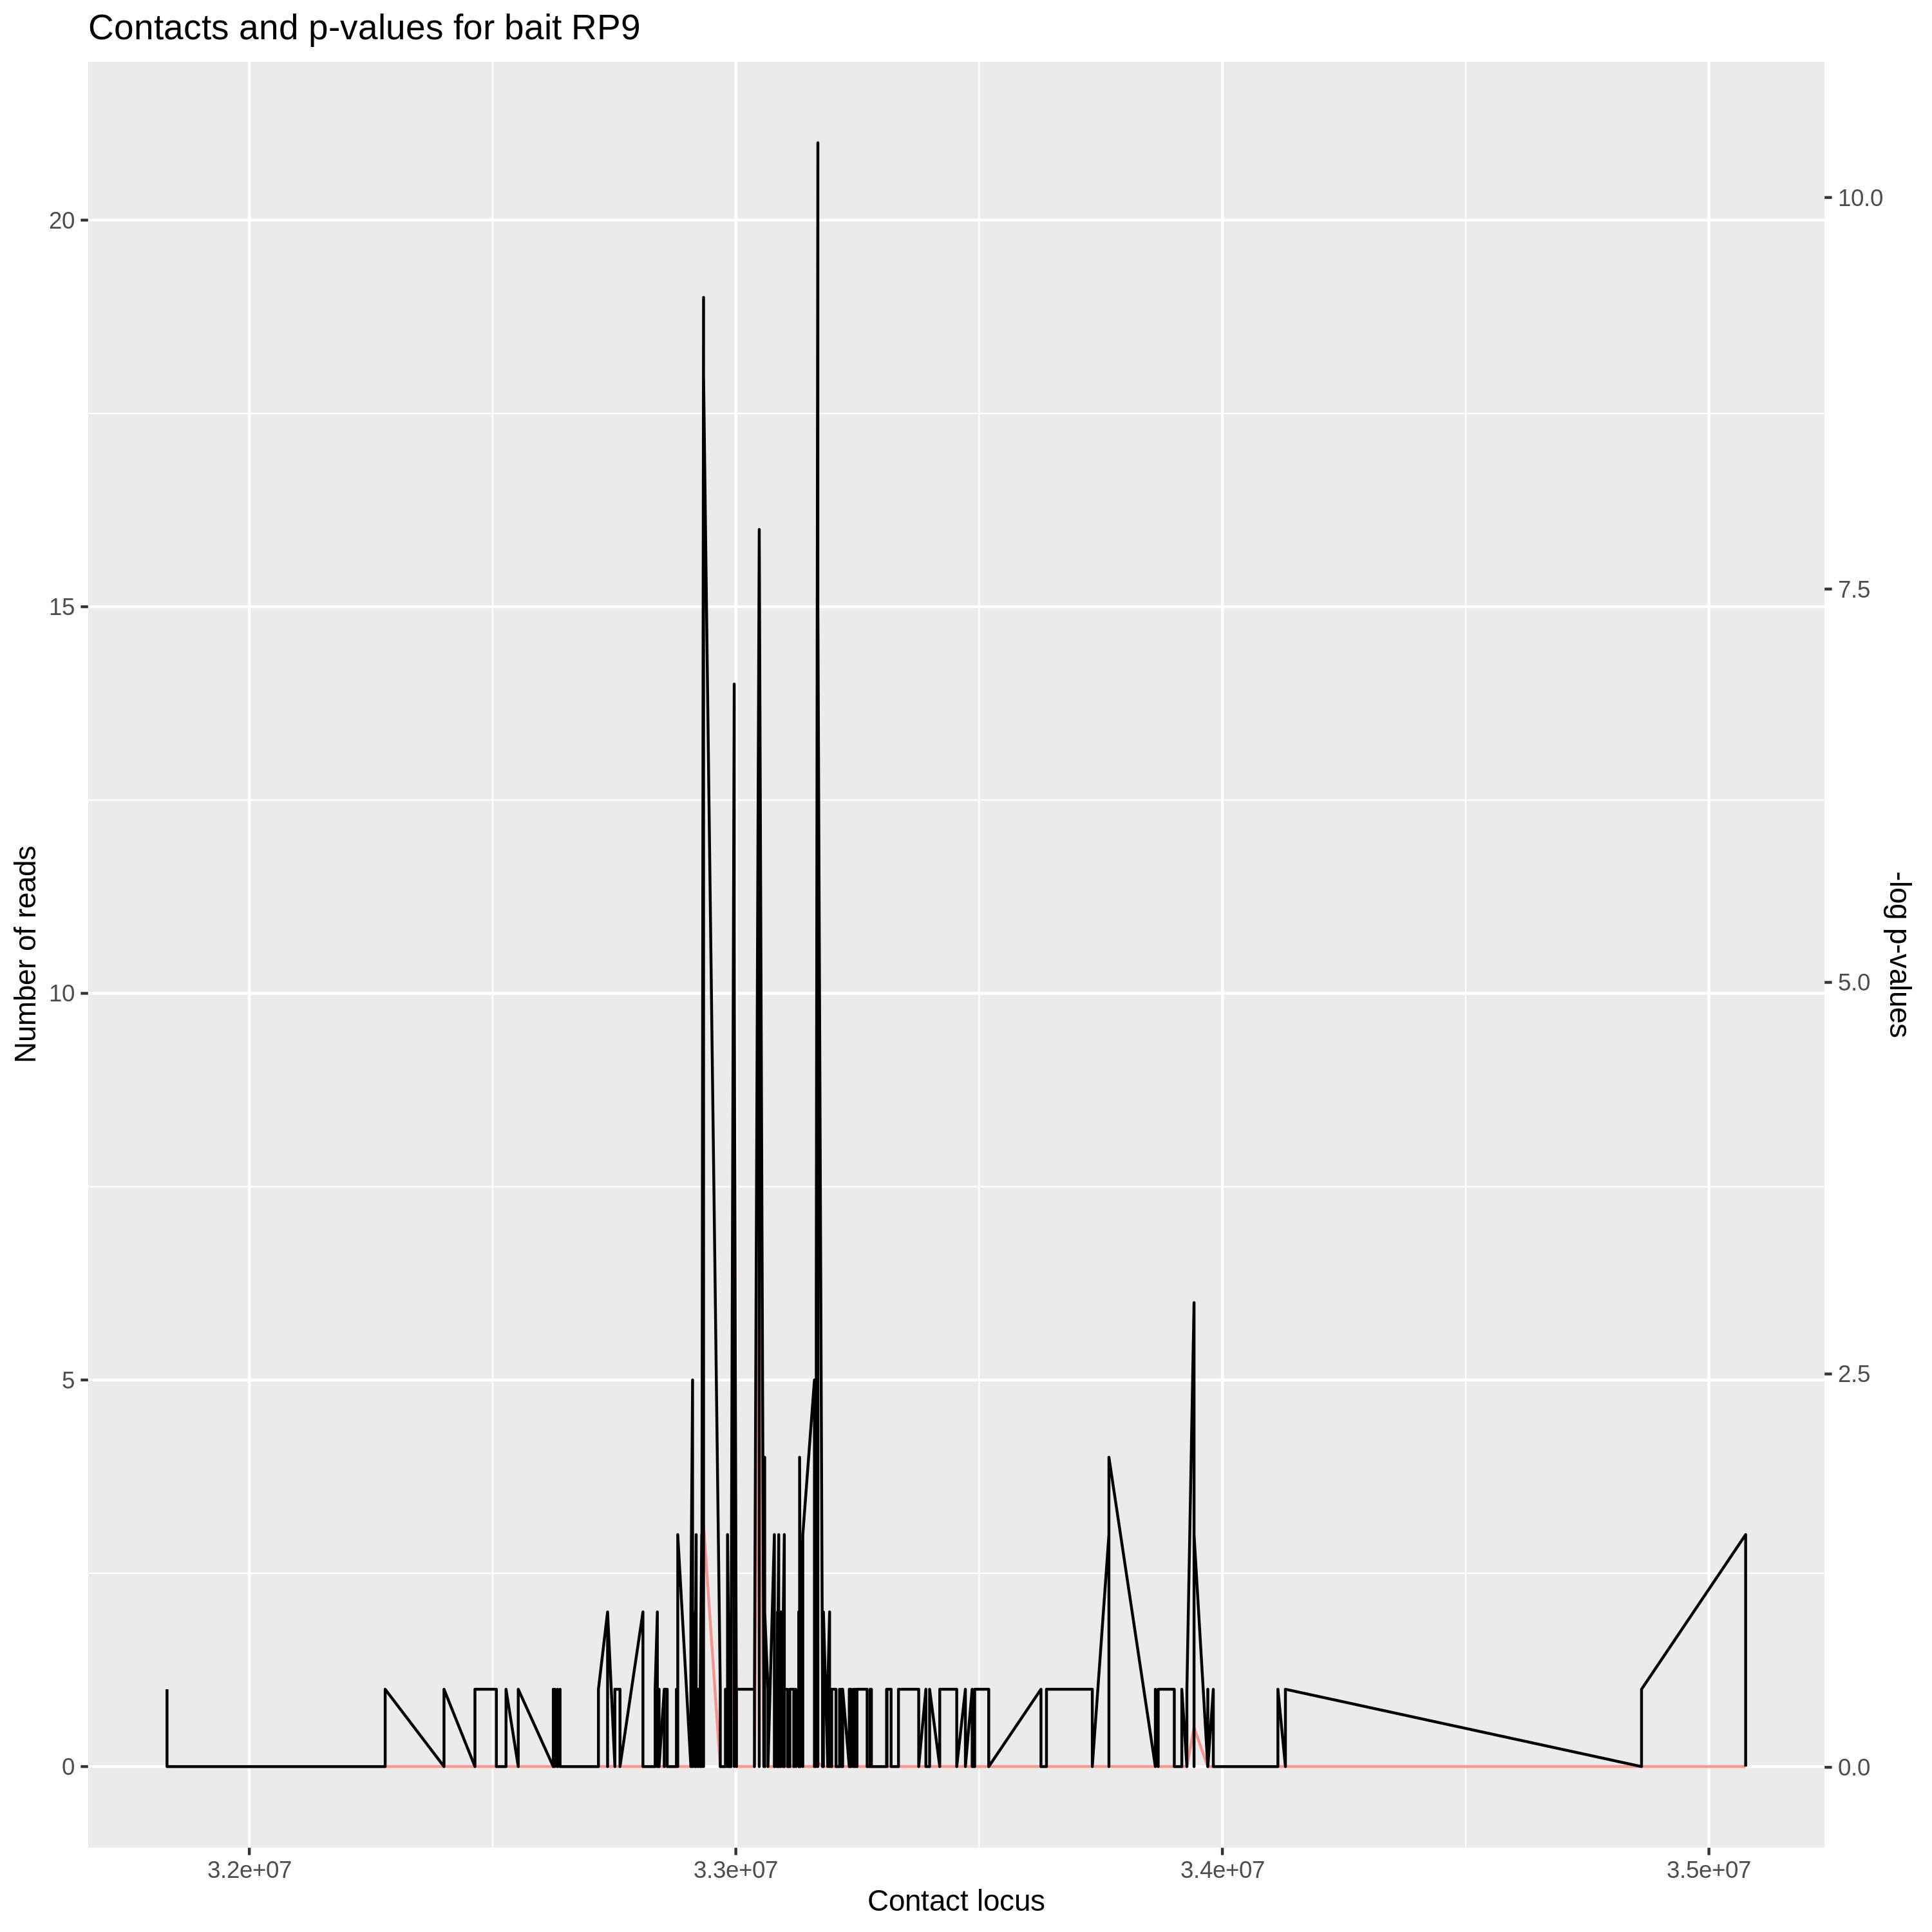 Contacts and p-values for bait RP9
20
15
10
5
0
Number of reads
10.0
7.5
5.0
2.5
0.0
-log p-values
3.2e+07
3.3e+07
3.4e+07
3.5e+07
Contact locus